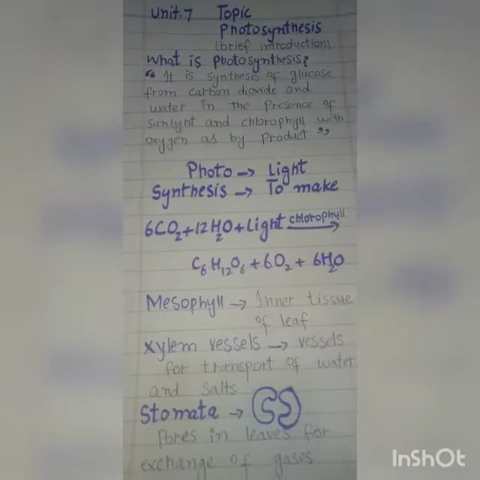 Unit.7 Topic
Photosynthesis
(brief introduction)
What is Photosynthesis?
"It is synthesis of glucose
from carbon dioxide and
water in the Presence of
Sunlight and chlorophyll with
oxygen as by product"
Photo → Light
Synthesis → To make
6CO₂+12H₂O+Light chlorophyll→
C₆H₁₂O₆+6O₂+6H₂O
Mesophyll → Inner tissue
of leaf
Xylem vessels → vessels
for transport of water
and salts
Stomata →
Pores in leaves for
exchange of gases
InShOt